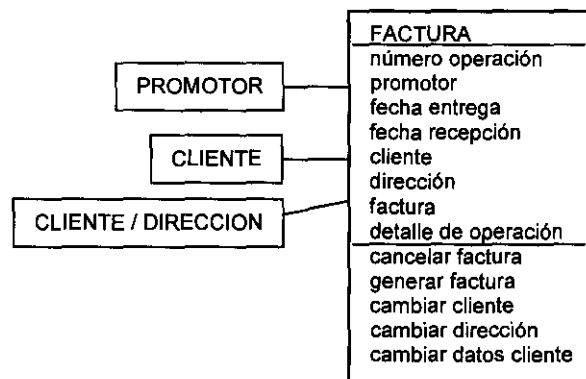 PROMOTOR
CLIENTE
CLIENTE / DIRECCION
FACTURA
número operación
promotor
fecha entrega
fecha recepción
cliente
dirección
factura
detalle de operación
cancelar factura
generar factura
cambiar cliente
cambiar dirección
cambiar datos cliente